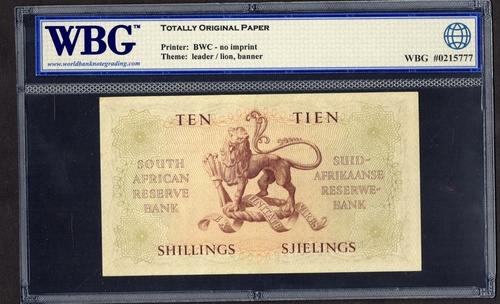 WBG™
www.worldbanknotegrading.com
TOTALLY ORIGINAL PAPER
Printer: BWC - no imprint
Theme: leader / lion, banner
WBG #0215777
TEN TIEN
SOUTH AFRICAN RESERVE BANK
SUID-AFRIKAANSE RESERWE-BANK
SHILLINGS SJIELINGS